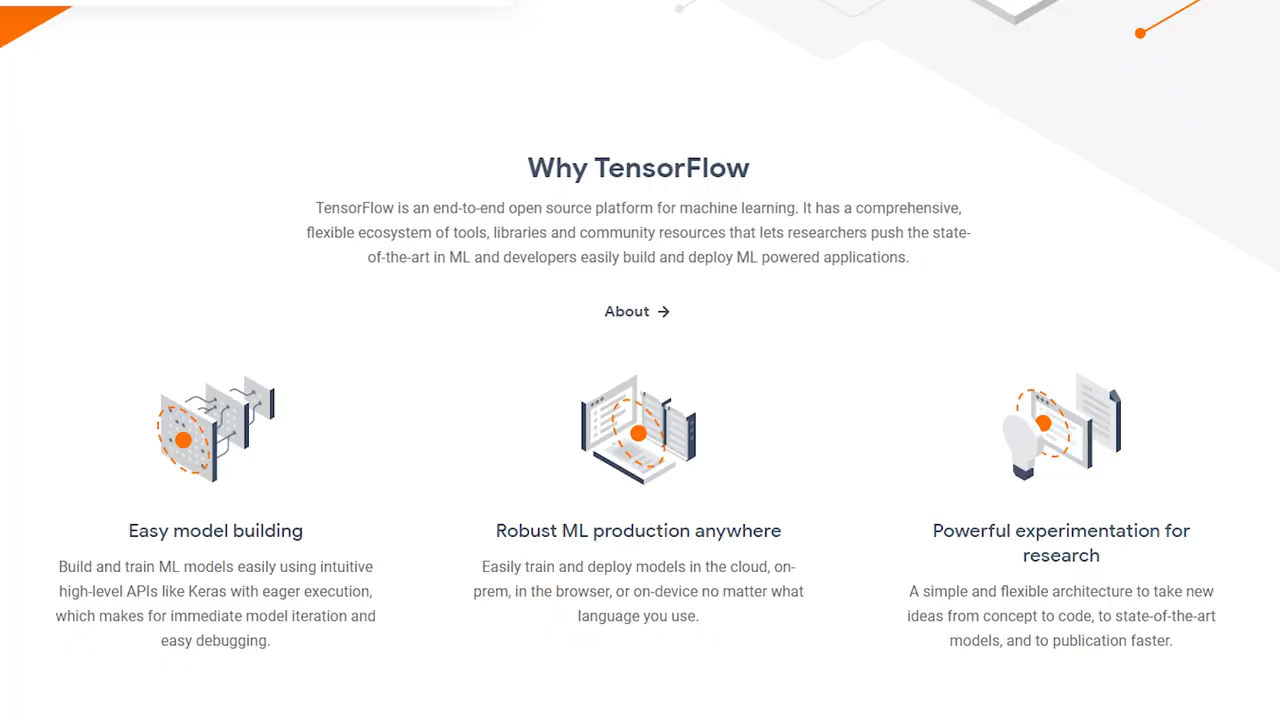 Why TensorFlow
TensorFlow is an end-to-end open source platform for machine learning. It has a comprehensive,
flexible ecosystem of tools, libraries and community resources that lets researchers push the state-
of-the-art in ML and developers easily build and deploy ML powered applications.
About →
Easy model building
Build and train ML models easily using intuitive
high-level APIs like Keras with eager execution,
which makes for immediate model iteration and
easy debugging.
Robust ML production anywhere
Easily train and deploy models in the cloud, on-
prem, in the browser, or on-device no matter what
language you use.
Powerful experimentation for
research
A simple and flexible architecture to take new
ideas from concept to code, to state-of-the-art
models, and to publication faster.